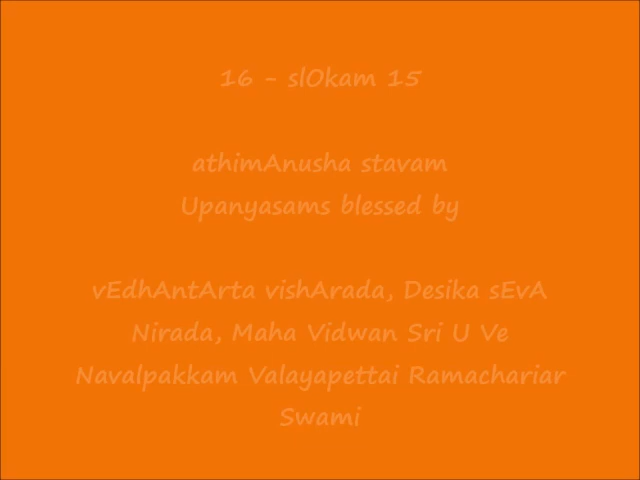 16 - slOkam 15
athimAnusha stavam
Upanyasams blessed by
vEdhAntArta vishArada, Desika sEvA
Nirada, Maha Vidwan Sri U Ve
Navalpakkam Valayapettai Ramachariar
Swami